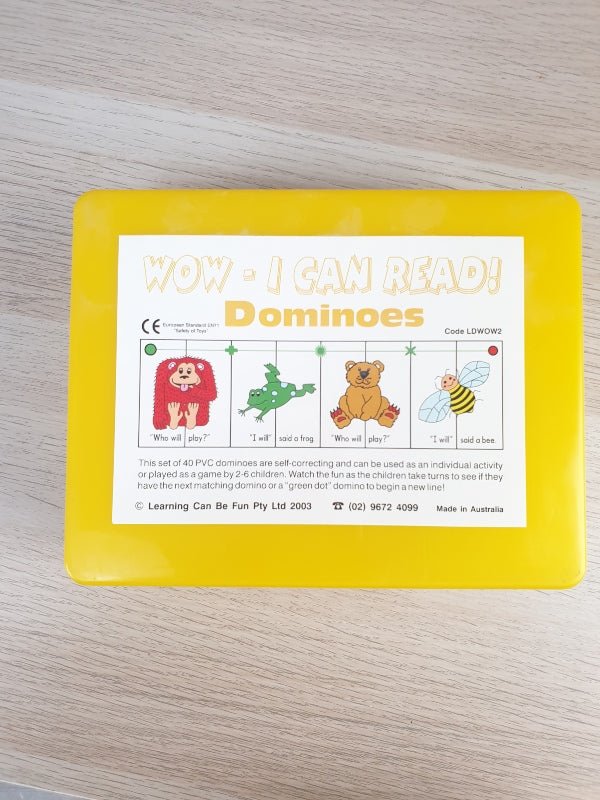 WOW - I CAN READ!
Dominoes
CE European Standard EN71
"Safety of Toys"
Code LDWOW2
"Who will play?" "I will" said a frog. "Who will play?" "I will" said a bee.
This set of 40 PVC dominoes are self-correcting and can be used as an individual activity
or played as a game by 2-6 children. Watch the fun as the children take turns to see if they
have the next matching domino or a "green dot" domino to begin a new line!
© Learning Can Be Fun Pty Ltd 2003 ☎ (02) 9672 4099 Made in Australia